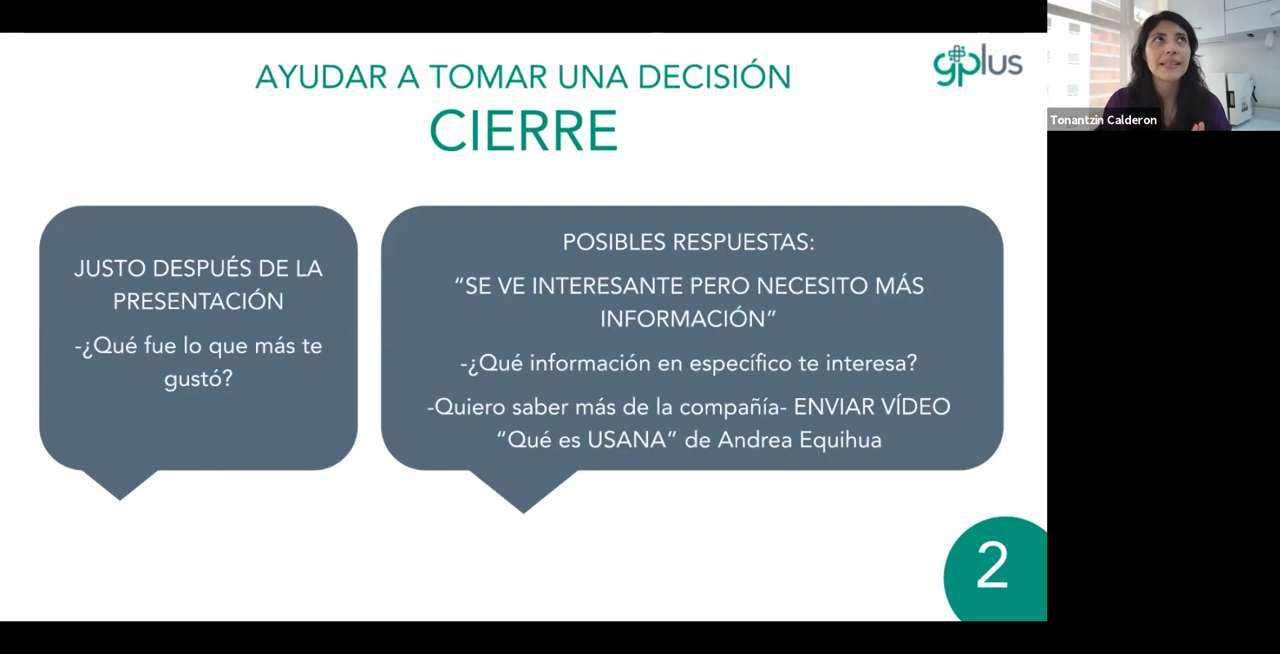 AYUDAR A TOMAR UNA DECISIÓN
CIERRE
gplus
Tonantzin Calderon
JUSTO DESPUÉS DE LA
PRESENTACIÓN
-¿Qué fue lo que más te
gustó?
POSIBLES RESPUESTAS:
“SE VE INTERESANTE PERO NECESITO MÁS
INFORMACIÓN”
-¿Qué información en específico te interesa?
-Quiero saber más de la compañía- ENVIAR VÍDEO
“Qué es USANA” de Andrea Equihua
2